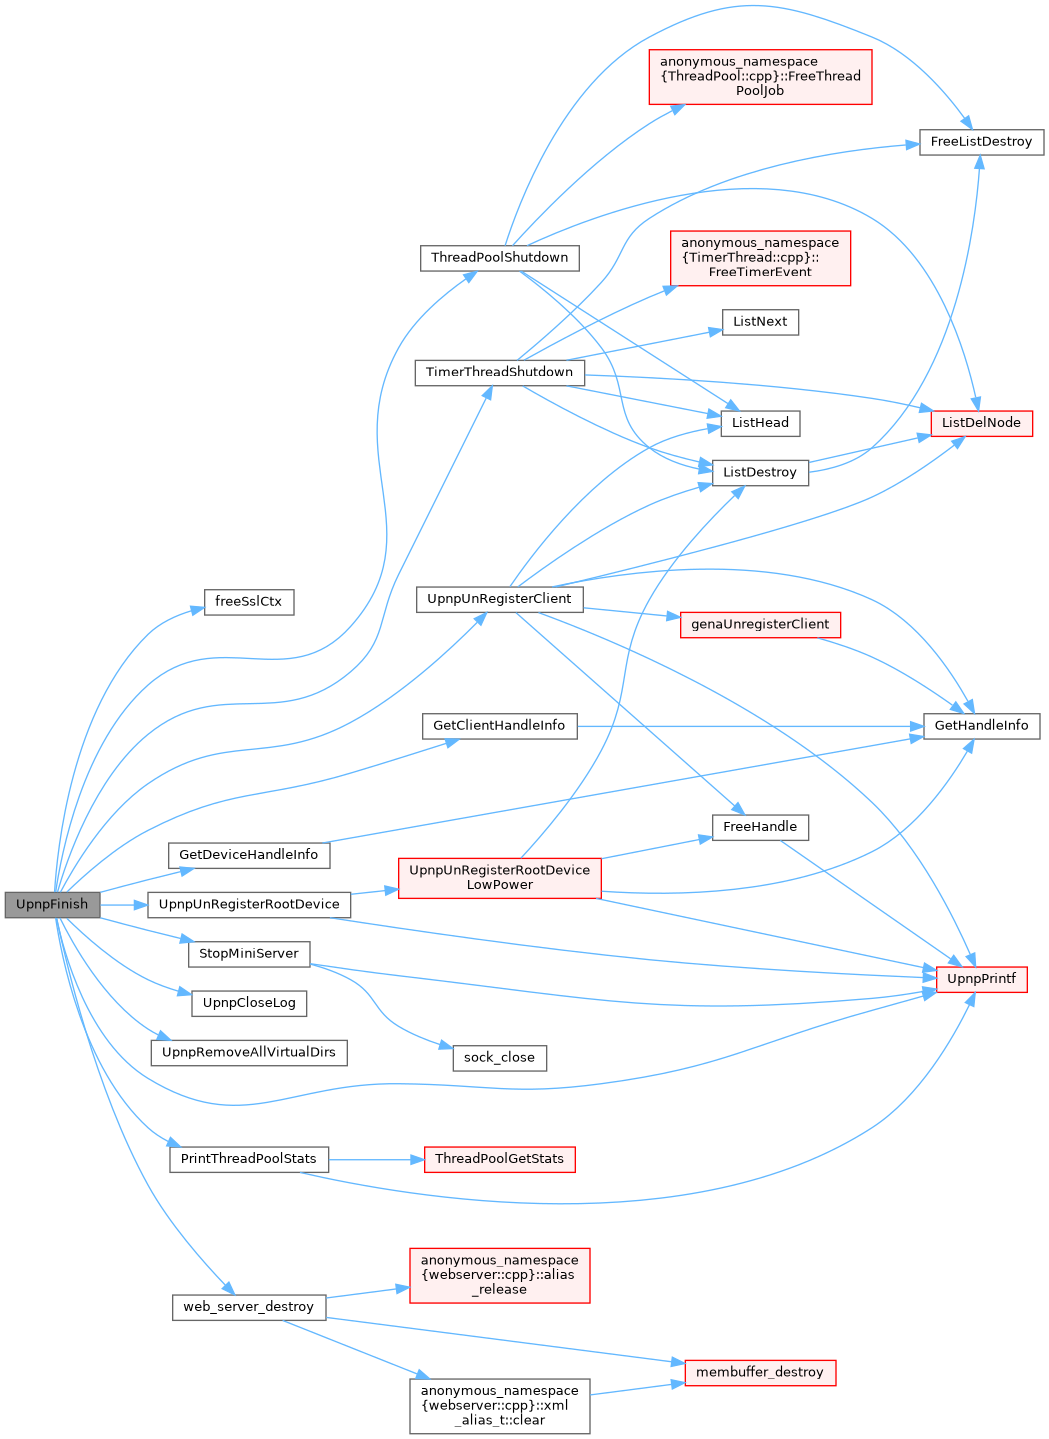 anonymous_namespace
{ThreadPool::cpp}::FreeThread
PoolJob
FreeListDestroy
ThreadPoolShutdown
anonymous_namespace
{TimerThread::cpp}::
FreeTimerEvent
ListNext
TimerThreadShutdown
ListHead
ListDelNode
ListDestroy
freeSslCtx
UpnpUnRegisterClient
genaUnregisterClient
GetClientHandleInfo
GetHandleInfo
FreeHandle
GetDeviceHandleInfo
UpnpUnRegisterRootDevice
LowPower
UpnpFinish
UpnpUnRegisterRootDevice
StopMiniServer
UpnpPrintf
UpnpCloseLog
UpnpRemoveAllVirtualDirs
sock_close
PrintThreadPoolStats
ThreadPoolGetStats
anonymous_namespace
{webserver::cpp}::alias
_release
web_server_destroy
membuffer_destroy
anonymous_namespace
{webserver::cpp}::xml
_alias_t::clear